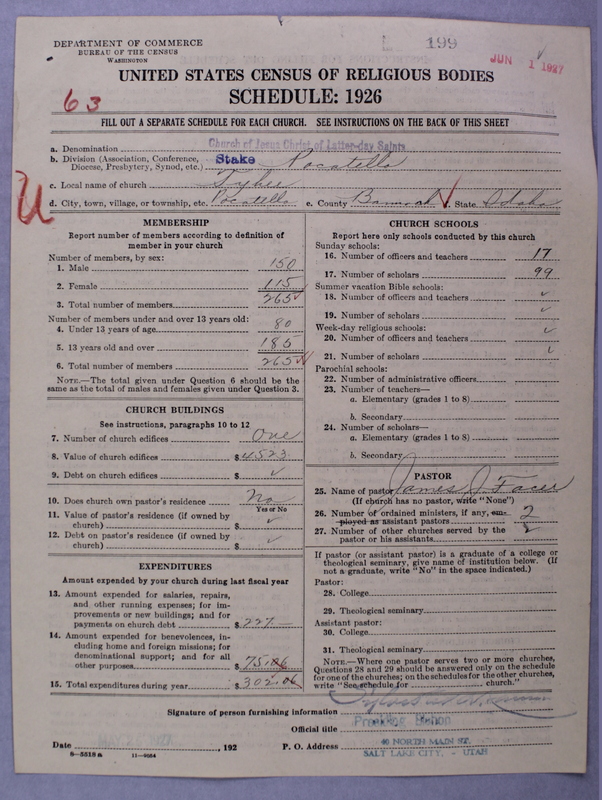 DEPARTMENT OF COMMERCE
BUREAU OF THE CENSUS
WASHINGTON
199
JUN 1 1927
UNITED STATES CENSUS OF RELIGIOUS BODIES
SCHEDULE: 1926
63
FILL OUT A SEPARATE SCHEDULE FOR EACH CHURCH. SEE INSTRUCTIONS ON THE BACK OF THIS SHEET
a. Denomination Church of Jesus Christ of Latter-day Saints
b. Division (Association, Conference, Diocese, Presbytery, Synod, etc.) Stake Pocatello
c. Local name of church Tyhee
d. City, town, village, or township, etc. Pocatello e. County Bannock State Idaho
U
MEMBERSHIP
Report number of members according to definition of
member in your church
Number of members, by sex:
1. Male 150
2. Female 115
3. Total number of members 265
Number of members under and over 13 years old:
4. Under 13 years of age 80
5. 13 years old and over 185
6. Total number of members 265
NOTE.—The total given under Question 6 should be
same as the total of males and females given under Question 3.
CHURCH BUILDINGS
See instructions, paragraphs 10 to 12
7. Number of church edifices One
8. Value of church edifices $4523
9. Debt on church edifices $
10. Does church own pastor's residence No
Yes or No
11. Value of pastor's residence (if owned by
church) $
12. Debt on pastor's residence (if owned by
church) $
EXPENDITURES
Amount expended by your church during last fiscal year
13. Amount expended for salaries, repairs,
and other running expenses; for im-
provements or new buildings; and for
payments on church debt $227—
14. Amount expended for benevolences, in-
cluding home and foreign missions; for
denominational support; and for all
other purposes $75.06
15. Total expenditures during year $302.06
CHURCH SCHOOLS
Report here only schools conducted by this church
Sunday schools:
16. Number of officers and teachers 17
17. Number of scholars 99
Summer vacation Bible schools:
18. Number of officers and teachers
19. Number of scholars
Week-day religious schools:
20. Number of officers and teachers
21. Number of scholars
Parochial schools:
22. Number of administrative officers
23. Number of teachers—
a. Elementary (grades 1 to 8)
b. Secondary
24. Number of scholars—
a. Elementary (grades 1 to 8)
b. Secondary
PASTOR
25. Name of pastor James J. Facer
(If church has no pastor, write "None")
26. Number of ordained ministers, if any, em-
ployed as assistant pastors 2
27. Number of other churches served by the
pastor or his assistants
If pastor (or assistant pastor) is a graduate of a college or
theological seminary, give name of institution below. (If
not a graduate, write "No" in the space indicated.)
Pastor:
28. College
29. Theological seminary
Assistant pastor:
30. College
31. Theological seminary
NOTE.—Where one pastor serves two or more churches,
Questions 28 and 29 should be answered only on the schedule
for one of the churches; on the schedules for the other churches,
write "See schedule for church."
Signature of person furnishing information
Official title Presiding Bishop
Date 1927, 192 P. O. Address 40 NORTH MAIN ST.
SALT LAKE CITY, - UTAH
8—5518a 11—9084